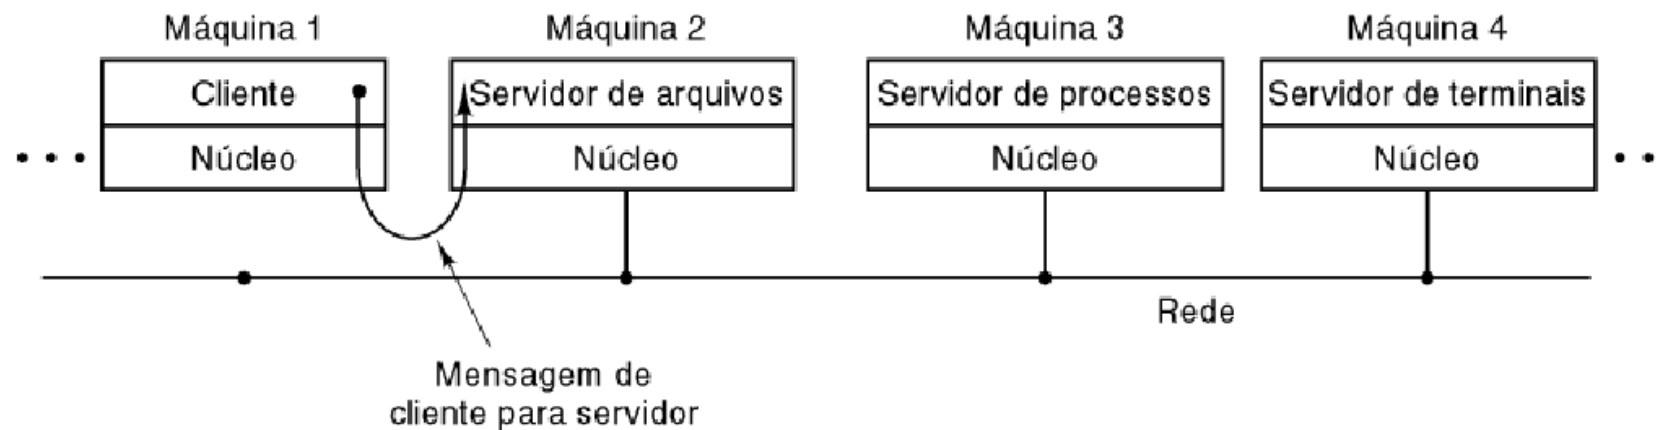 Máquina 1
Máquina 2
Máquina 3
Máquina 4
Cliente
Servidor de arquivos
Servidor de processos
Servidor de terminais
Núcleo
Núcleo
Núcleo
Núcleo
Rede
Mensagem de
cliente para servidor